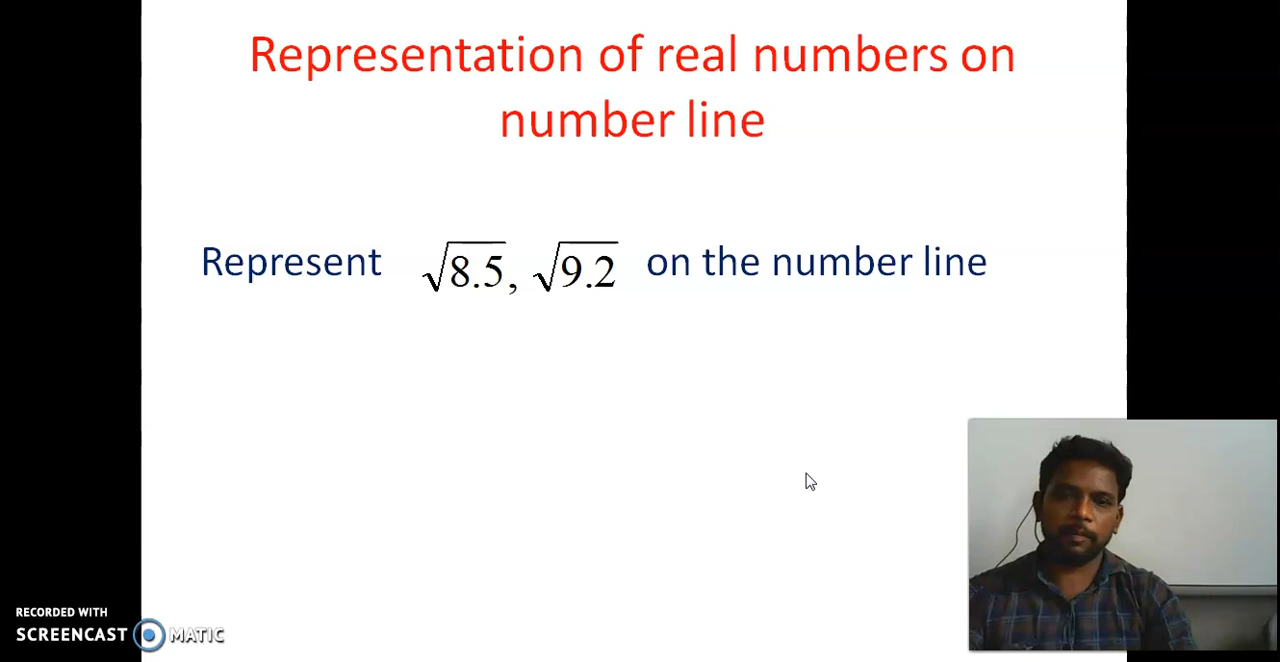 Representation of real numbers on
number line
Represent √8.5, √9.2 on the number line
RECORDED WITH
SCREENCAST MATIC